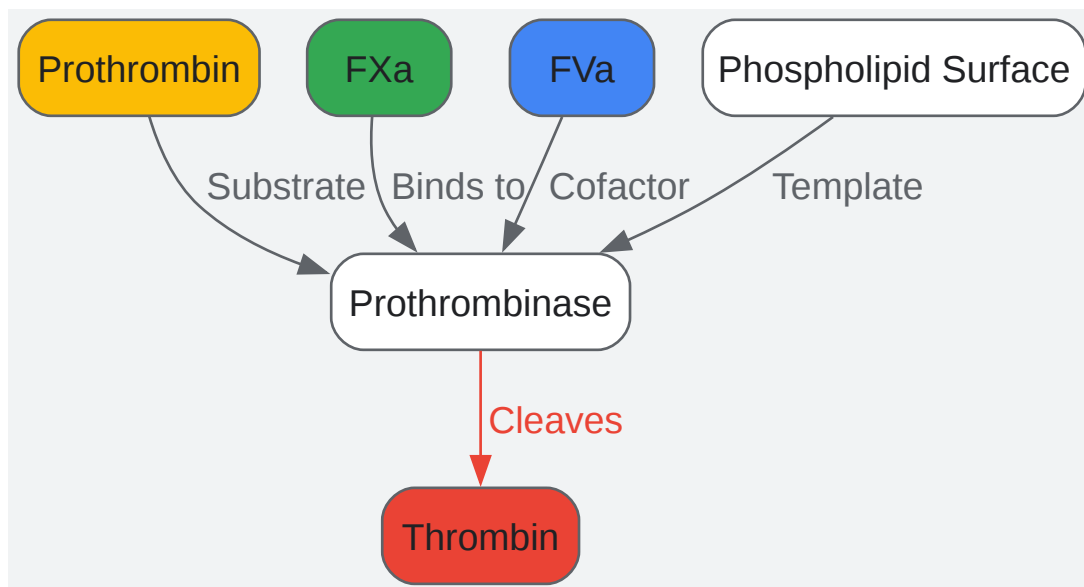 Prothrombin
FXa
FVa
Phospholipid Surface
Substrate
Binds to
Cofactor
Template
Prothrombinase
Cleaves
Thrombin